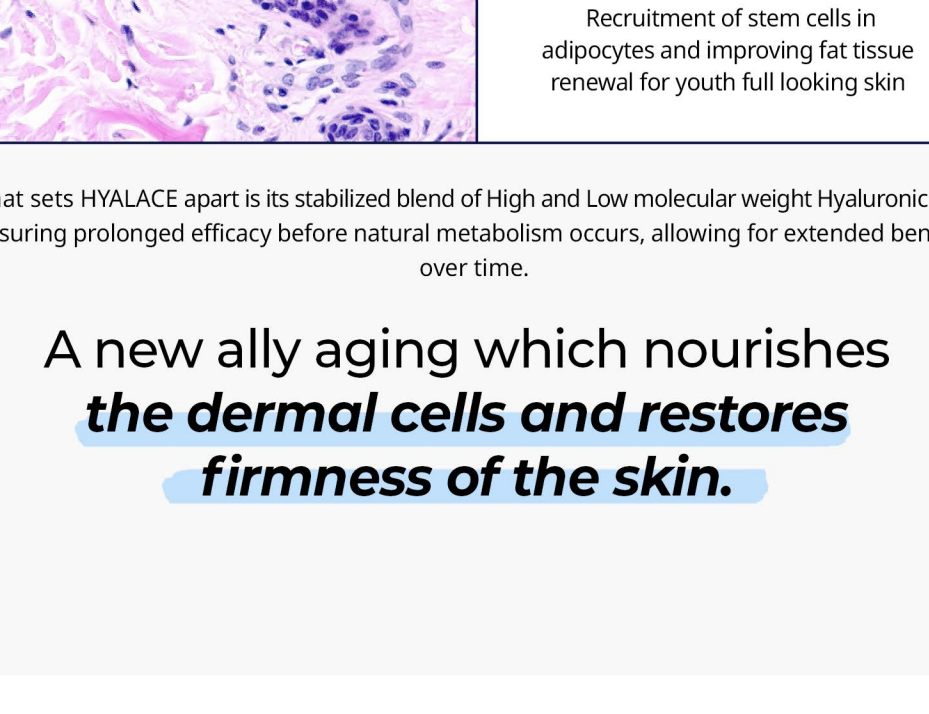 Recruitment of stem cells in
adipocytes and improving fat tissue
renewal for youth full looking skin
sets HYALACE apart is its stabilized blend of High and Low molecular weight Hyaluronic
prolonged efficacy before natural metabolism occurs, allowing for extended
over time.
A new ally aging which nourishes
the dermal cells and restores
firmness of the skin.